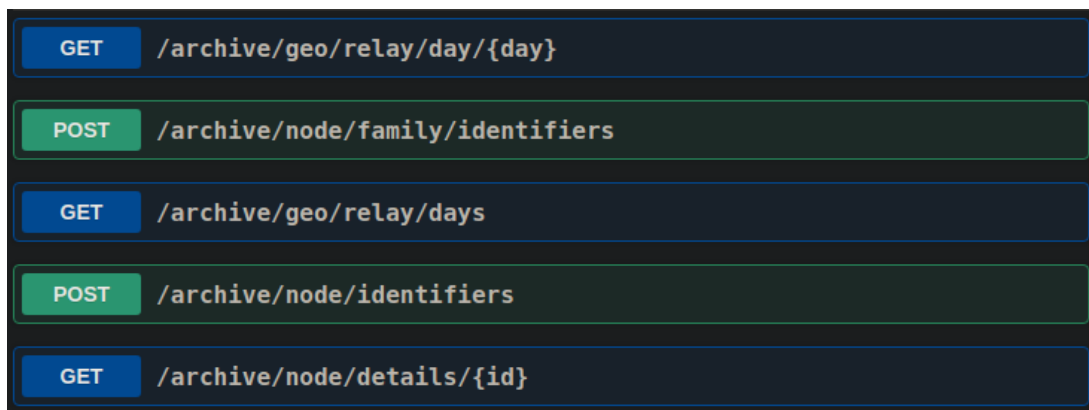 GET /archive/geo/relay/day/{day}
POST /archive/node/family/identifiers
GET /archive/geo/relay/days
POST /archive/node/identifiers
GET /archive/node/details/{id}